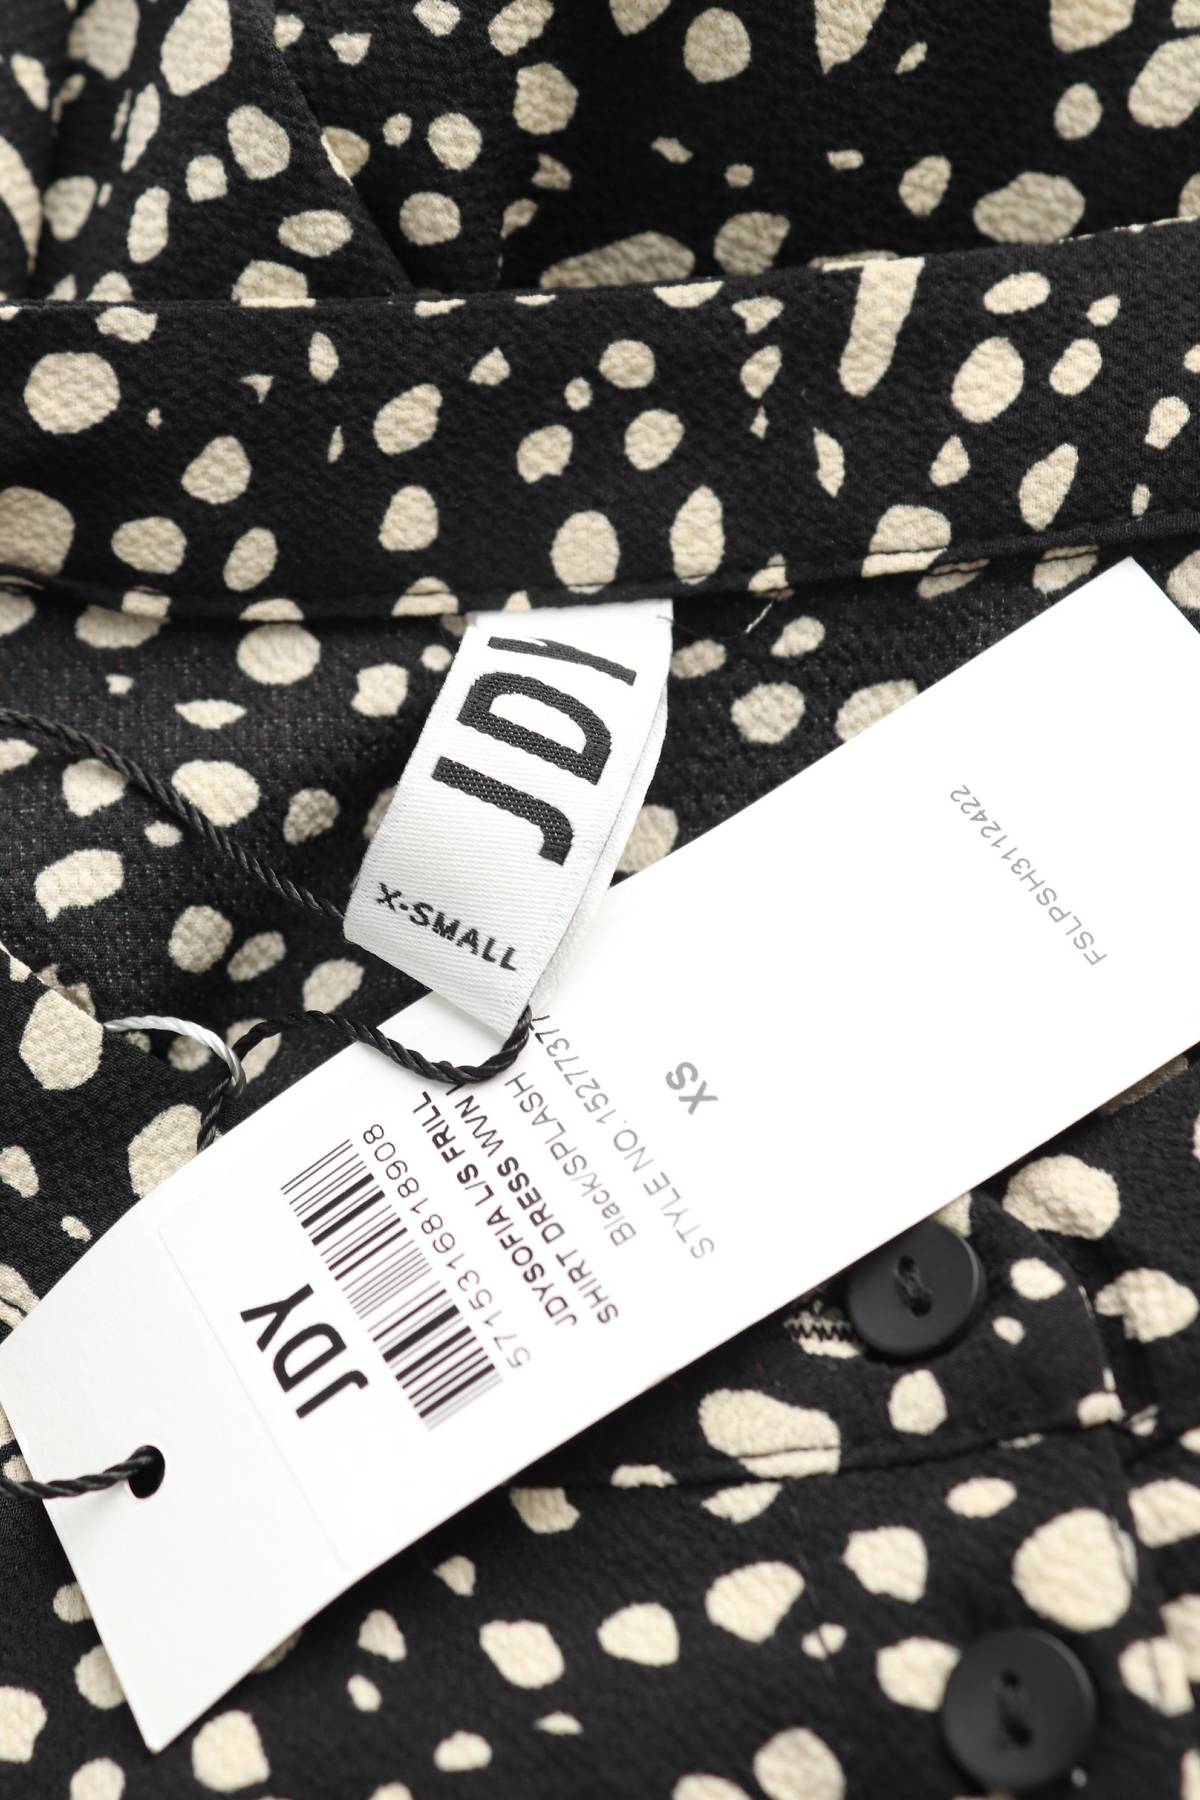 JDY
X-SMALL
JDY
5715316818908
JDYSOFIA L/S FRILL
SHIRT DRESS WVN
Black/SPLASH
STYLE NO.15277377
XS
FSLPSH3112422